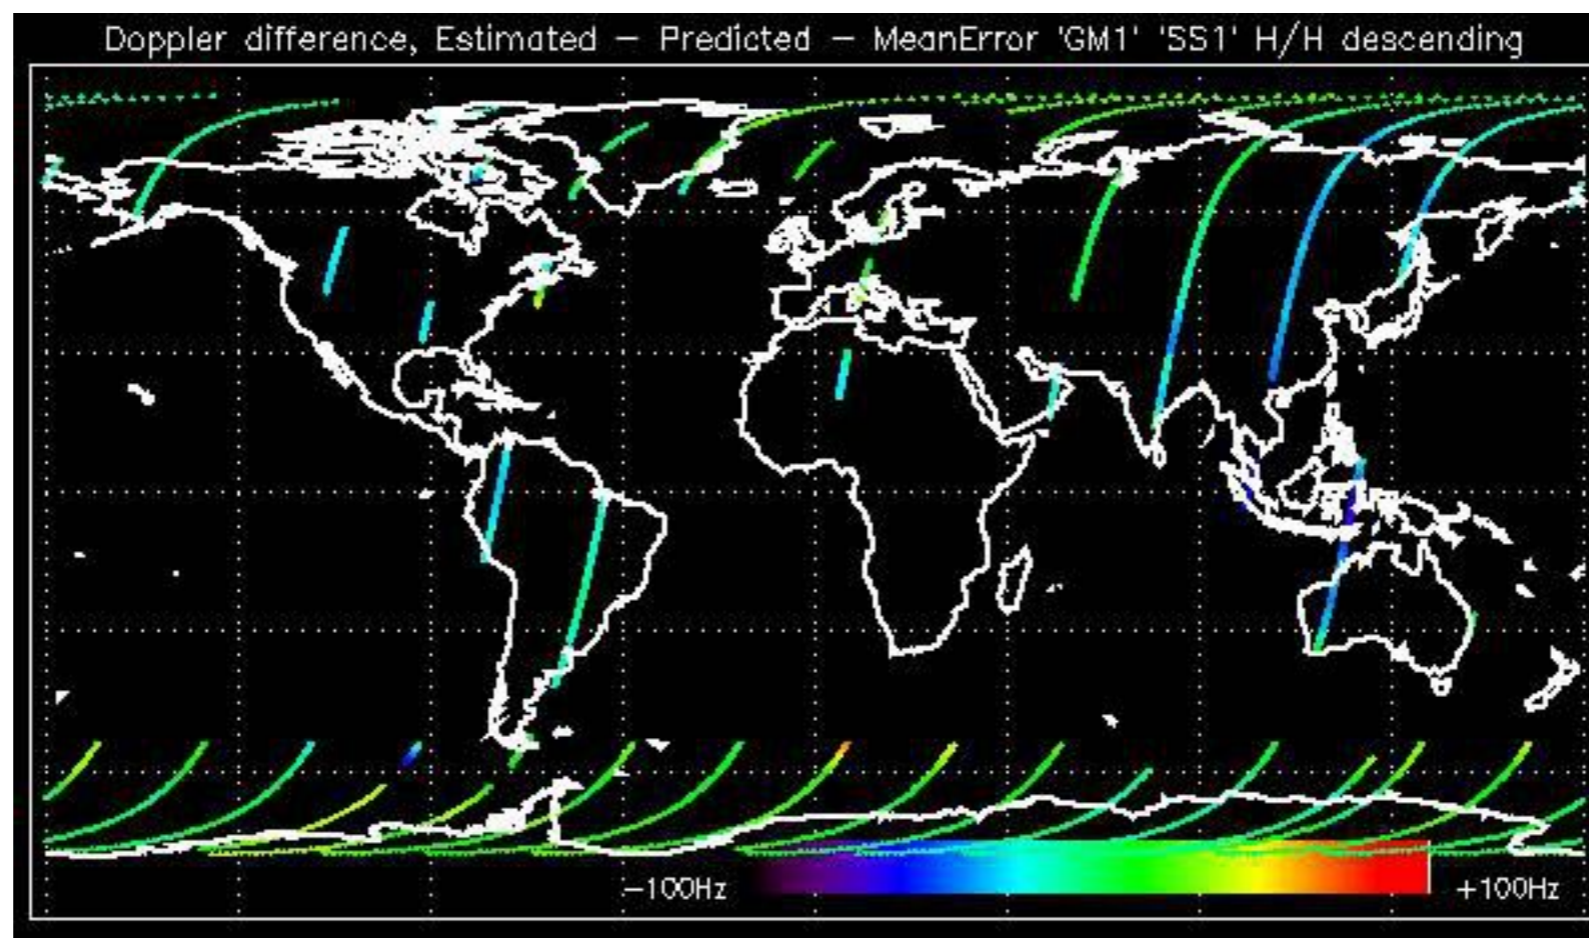 Doppler difference, Estimated − Predicted − MeanError 'GM1' 'SS1' H/H descending
−100Hz
+100Hz